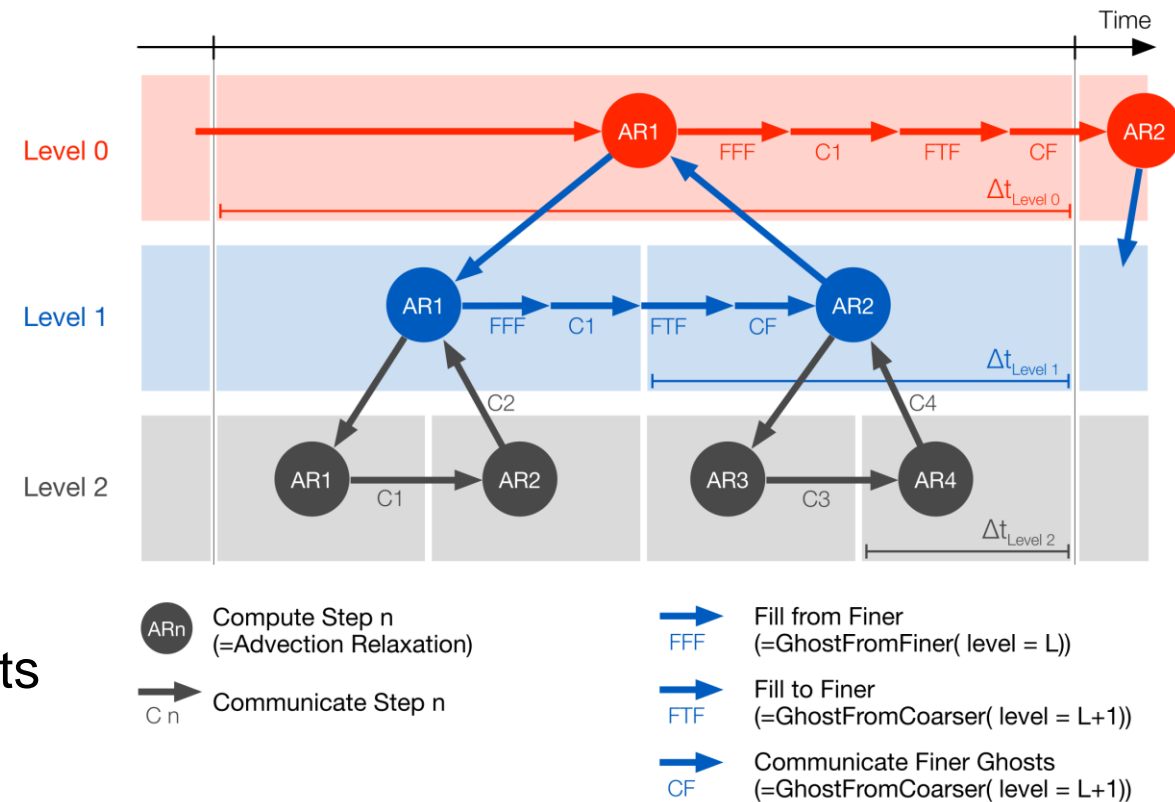 Time
Level 0
AR1
FFF
C1
FTF
CF
AR2
Δt Level 0
Level 1
AR1
FFF
C1
FTF
CF
AR2
Δt Level 1
C2
C4
Level 2
AR1
C1
AR2
AR3
C3
AR4
Δt Level 2
ARn
Compute Step n
(=Advection Relaxation)
ts
C n
Communicate Step n
FFF
Fill from Finer
(=GhostFromFiner( level = L))
FTF
Fill to Finer
(=GhostFromCoarser( level = L+1))
CF
Communicate Finer Ghosts
(=GhostFromCoarser( level = L+1))